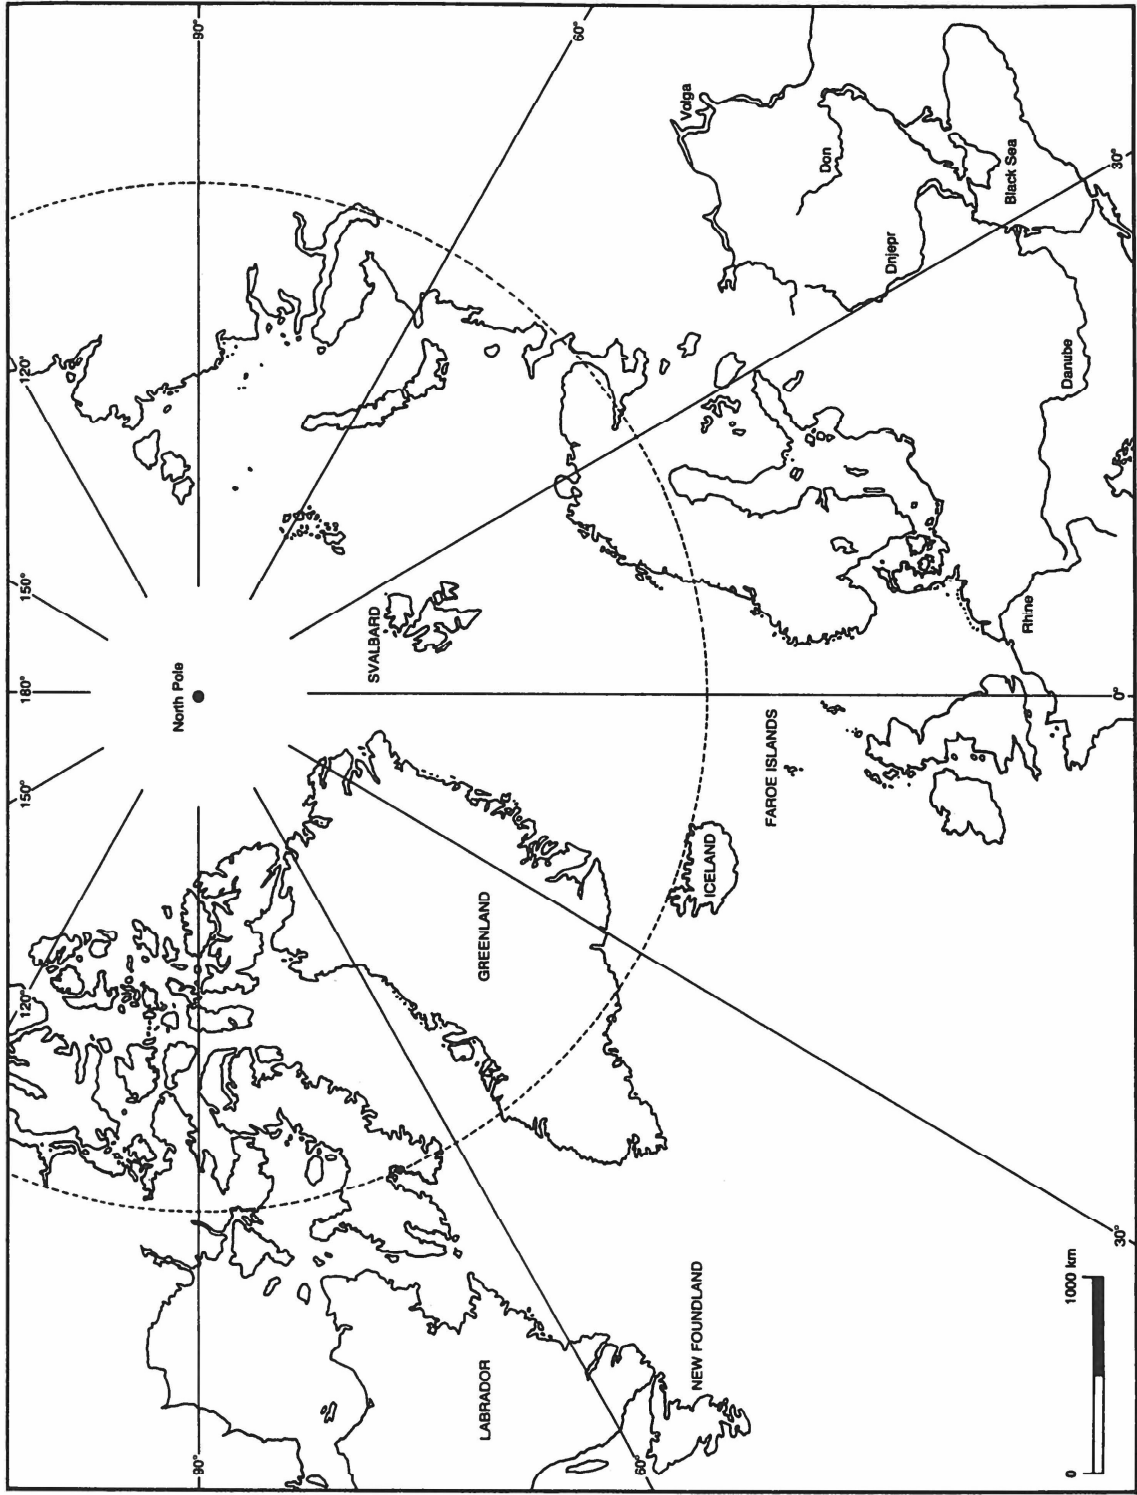 90°
60°
120°
150°
180°
150°
120°
90°
60°
30°
0°
30°
North Pole
SVALBARD
GREENLAND
ICELAND
FAROE ISLANDS
LABRADOR
NEW FOUNDLAND
Volga
Don
Dnjepr
Black Sea
Danube
Rhine
0
1000 km